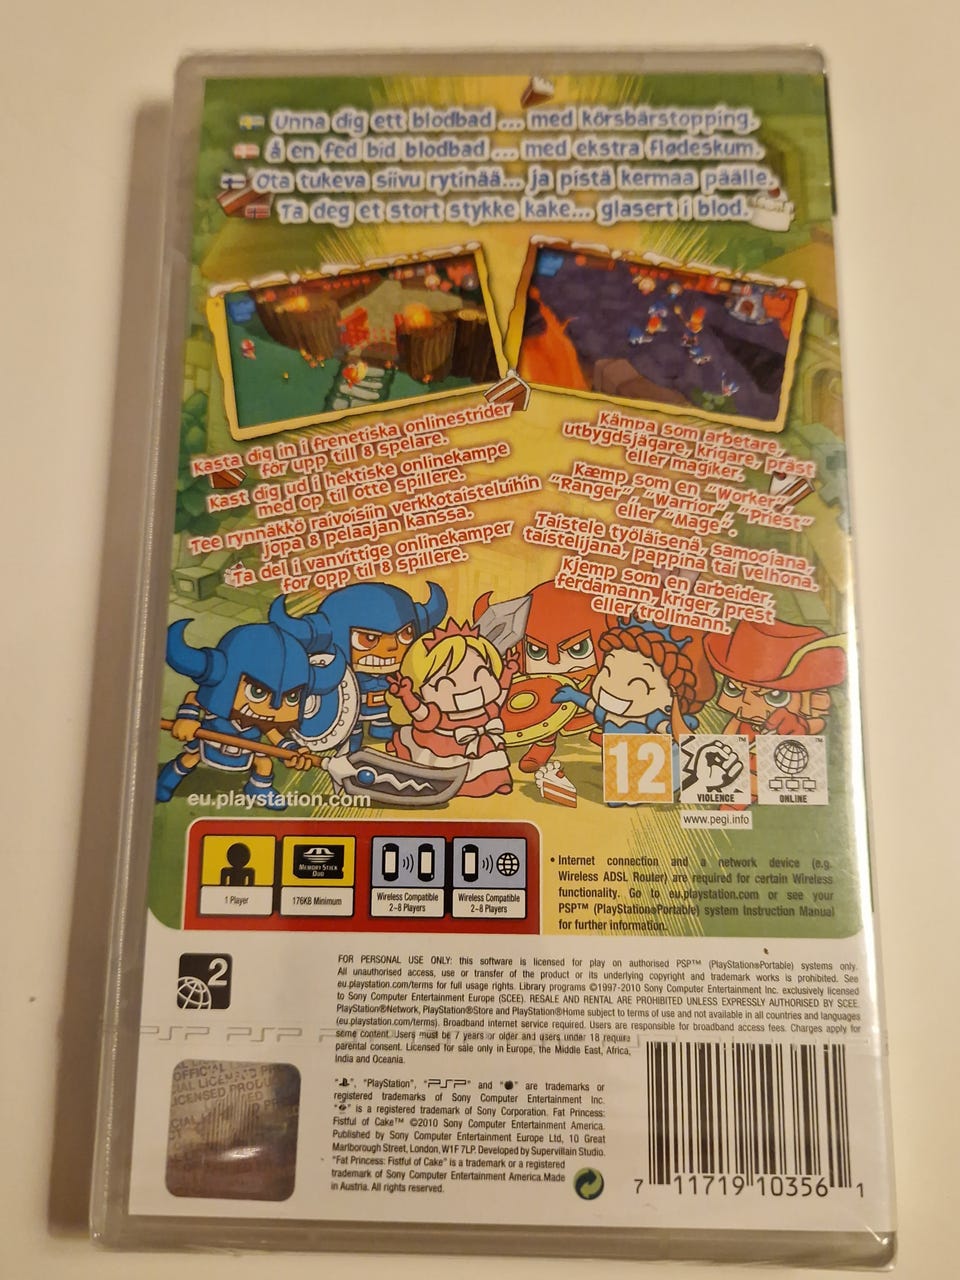 Unna dig ett blodbad ... med körsbärstopping.
å en fed bid blodbad ... med ekstra flødeskum.
Ota tukeva siivu rytinää... ja pistä kermaa päälle.
Ta deg et stort stykke kake... glasert i blod.
Kasta dig in i frenetiska onlinestrider
för upp till 8 spelare.
Kast dig ud i hektiske onlinekampe
med op til otte spillere.
Tee rynnäkkö raivoisiin verkkotaisteluihin
jopa 8 pelaajan kanssa.
Ta del i vanvittige onlinekamper
for opp til 8 spillere.
Kämpa som arbetare,
utbygdsjägare, krigare, präst
eller magiker.
Kæmp som en "Worker",
"Ranger", "Warrior", "Priest"
eller "Mage".
Taistele työläisenä, samoojana,
taistelijana, pappina tai velhona.
Kjemp som en arbeider,
ferdamann, kriger, prest
eller trollmann.
eu.playstation.com
12
VIOLENCE
ONLINE
www.pegi.info
MEMORY STICK
DUO
1 Player
176KB Minimum
Wireless Compatible
2-8 Players
Wireless Compatible
2-8 Players
• Internet connection and a network device (e.g.
Wireless ADSL Router) are required for certain Wireless
functionality. Go to eu.playstation.com or see your
PSP™ (PlayStation®Portable) system Instruction Manual
for further information.
2
FOR PERSONAL USE ONLY: this software is licensed for play on authorised PSP™ (PlayStation®Portable) systems only.
All unauthorised access, use or transfer of the product or its underlying copyright and trademark works is prohibited. See
eu.playstation.com/terms for full usage rights. Library programs ©1997-2010 Sony Computer Entertainment Inc. exclusively licensed
to Sony Computer Entertainment Europe (SCEE). RESALE AND RENTAL ARE PROHIBITED UNLESS EXPRESSLY AUTHORISED BY SCEE.
PlayStation®Network, PlayStation®Store and PlayStation®Home subject to terms of use and not available in all countries and languages
(eu.playstation.com/terms). Broadband internet service required. Users are responsible for broadband access fees. Charges apply for
some content. Users must be 7 years or older and users under 18 require
parental consent. Licensed for sale only in Europe, the Middle East, Africa,
India and Oceania.
PSP PSP PSP
"", "PlayStation", "PSP" and "" are trademarks or
registered trademarks of Sony Computer Entertainment Inc.
"" is a registered trademark of Sony Corporation. Fat Princess:
Fistful of Cake™ ©2010 Sony Computer Entertainment America.
Published by Sony Computer Entertainment Europe Ltd, 10 Great
Marlborough Street, London, W1F 7LP. Developed by Supervillain Studio.
"Fat Princess: Fistful of Cake" is a trademark or a registered
trademark of Sony Computer Entertainment America. Made
in Austria. All rights reserved.
7 11719 10356 1